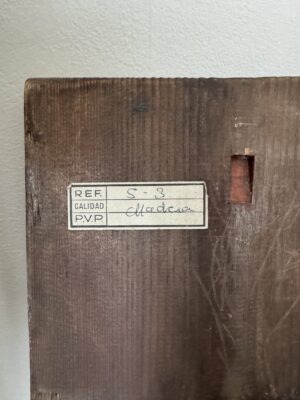 REF. S-3
CALIDAD Madera
P.V.P.